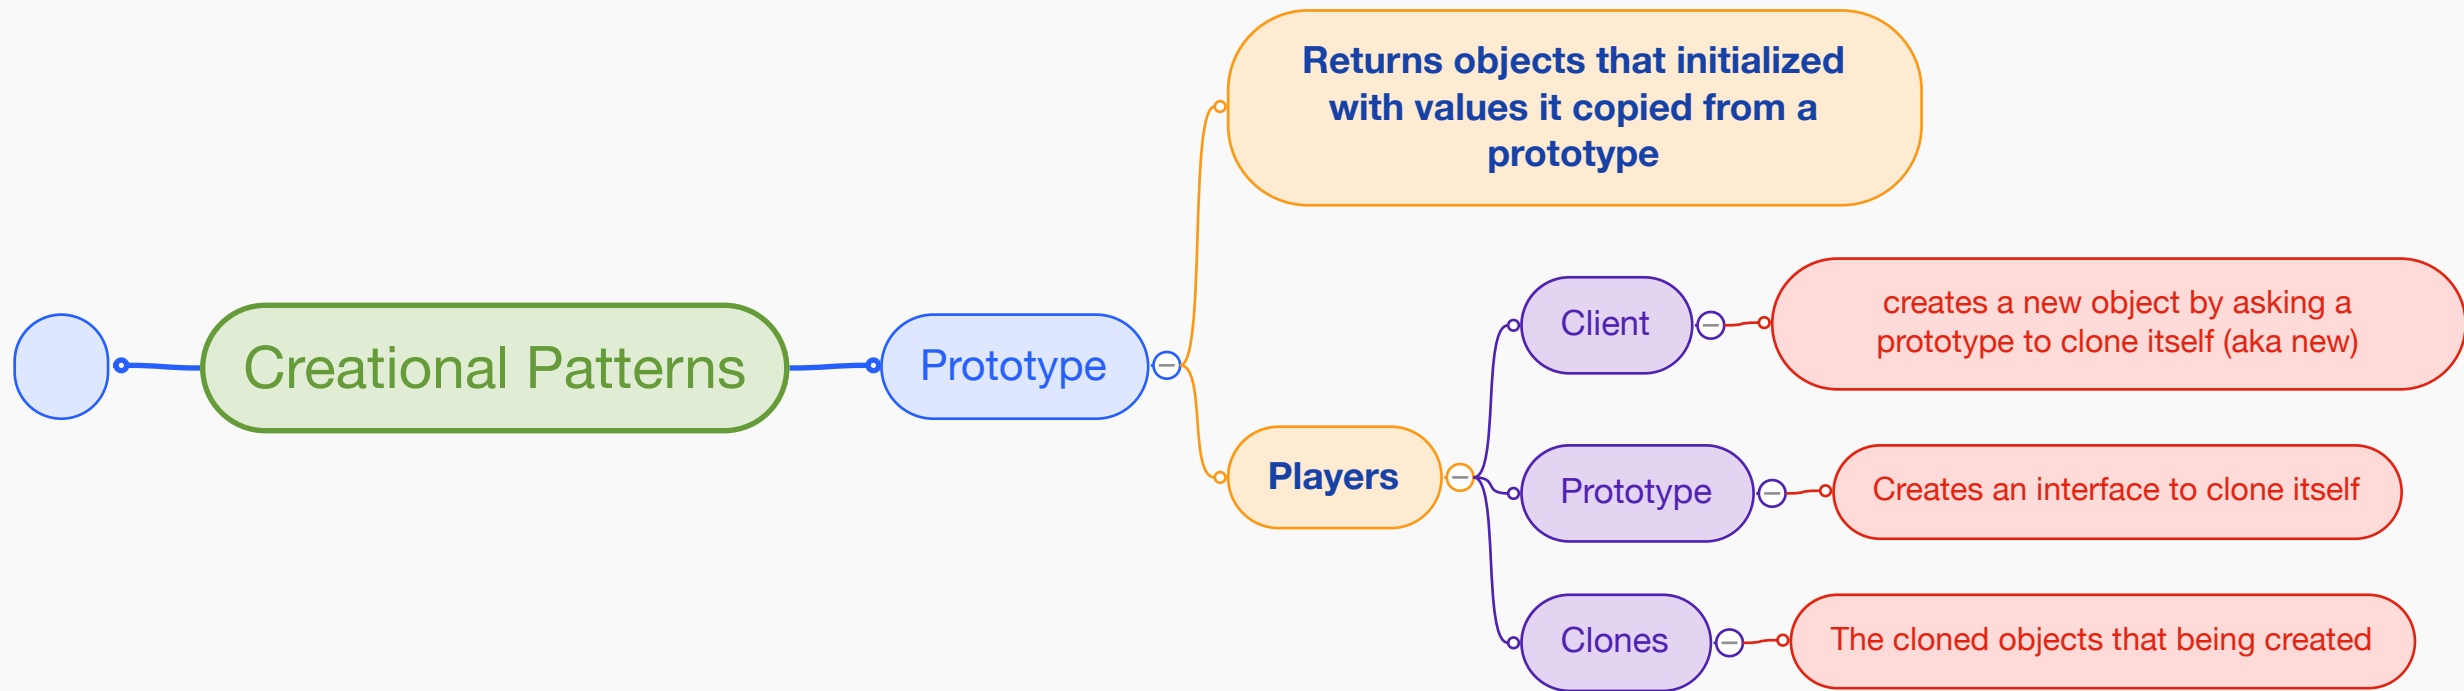 Creational Patterns
Prototype
Returns objects that initialized
with values it copied from a
prototype
Players
Client
creates a new object by asking a
prototype to clone itself (aka new)
Prototype
Creates an interface to clone itself
Clones
The cloned objects that being created